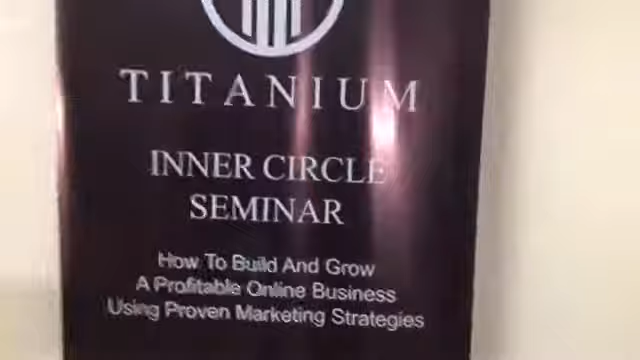 TITANIUM
INNER CIRCLE
SEMINAR
How To Build And Grow
A Profitable Online Business
Using Proven Marketing Strategies